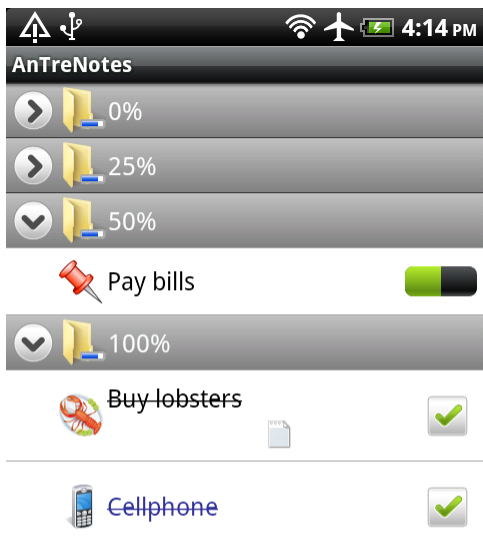 4:14 PM
AnTreNotes
0%
25%
50%
Pay bills
100%
Buy lobsters
Cellphone